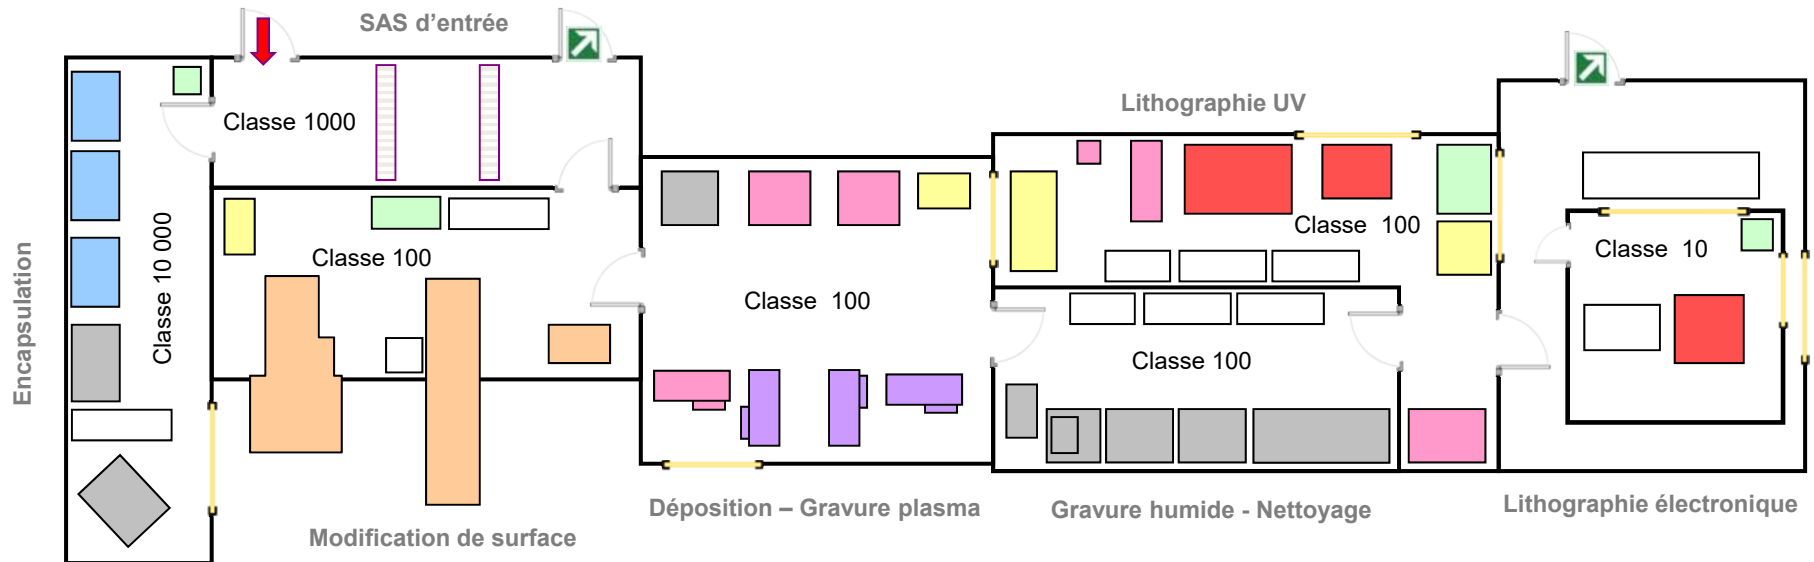 SAS d’entrée
Classe 1000
Lithographie UV
Classe 100
Classe 10
Encapsulation
Classe 10 000
Classe 100
Classe 100
Classe 100
Déposition – Gravure plasma
Gravure humide - Nettoyage
Lithographie électronique
Modification de surface